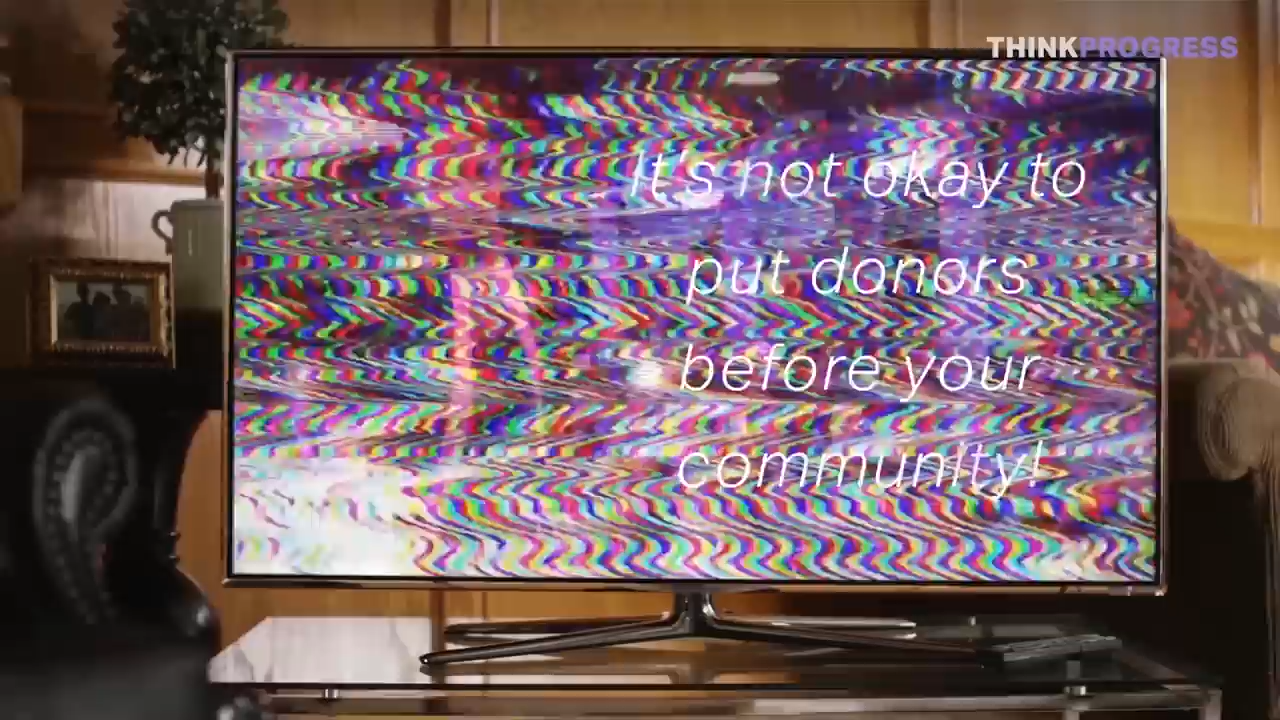 THINKPROGRESS
It's not okay to
put donors
before your
community!